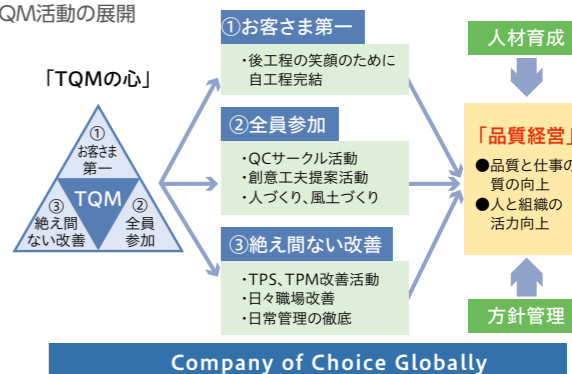 QM活動の展開
「TQMの心」
①
お客さま
第一
TQM
③
絶え間
ない改善
②
全員
参加
①お客さま第一
・後工程の笑顔のために
自工程完結
②全員参加
・QCサークル活動
・創意工夫提案活動
・人づくり、風土づくり
③絶え間ない改善
・TPS、TPM改善活動
・日々職場改善
・日常管理の徹底
人材育成
「品質経営」
●品質と仕事の
質の向上
●人と組織の
活力向上
方針管理
Company of Choice Globally